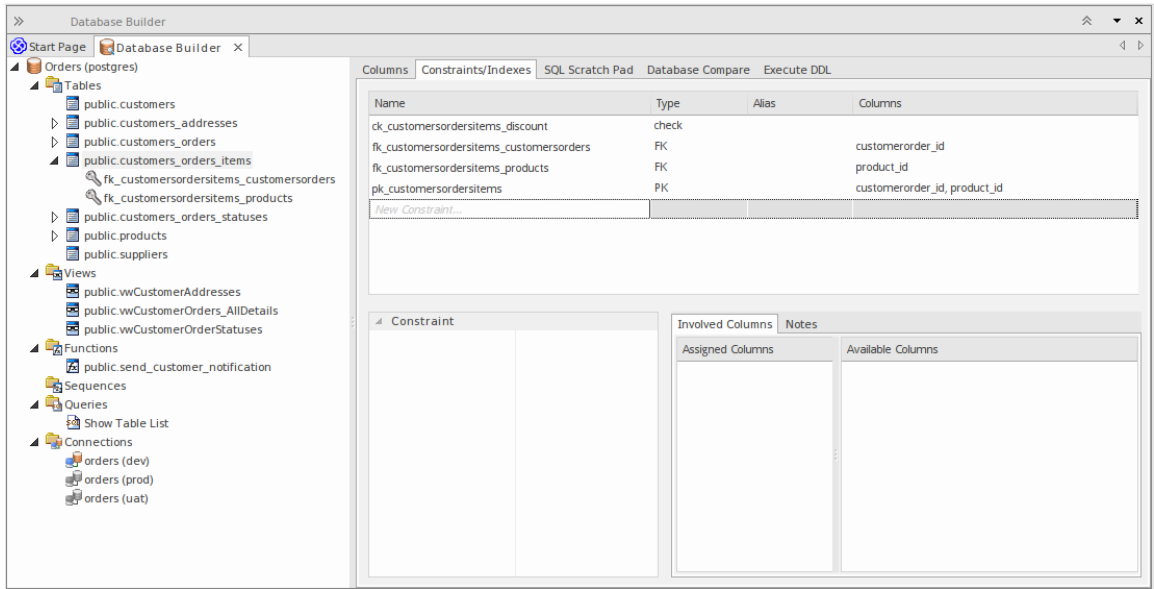 Database Builder
Start Page Database Builder
Orders (postgres)
Tables
public.customers
public.customers_addresses
public.customers_orders
public.customers_orders_items
fk_customersordersitems_customersorders
fk_customersordersitems_products
public.customers_orders_statuses
public.products
public.suppliers
Views
public.vwCustomerAddresses
public.vwCustomerOrders_AllDetails
public.vwCustomerOrderStatuses
Functions
public.send_customer_notification
Sequences
Queries
Show Table List
Connections
orders (dev)
orders (prod)
orders (uat)
Columns Constraints/Indexes SQL Scratch Pad Database Compare Execute DDL
Name Type Alias Columns
ck_customersordersitems_discount check
fk_customersordersitems_customersorders FK customerorder_id
fk_customersordersitems_products FK product_id
pk_customersordersitems PK customerorder_id, product_id
New Constraint...
Constraint
Involved Columns Notes
Assigned Columns Available Columns